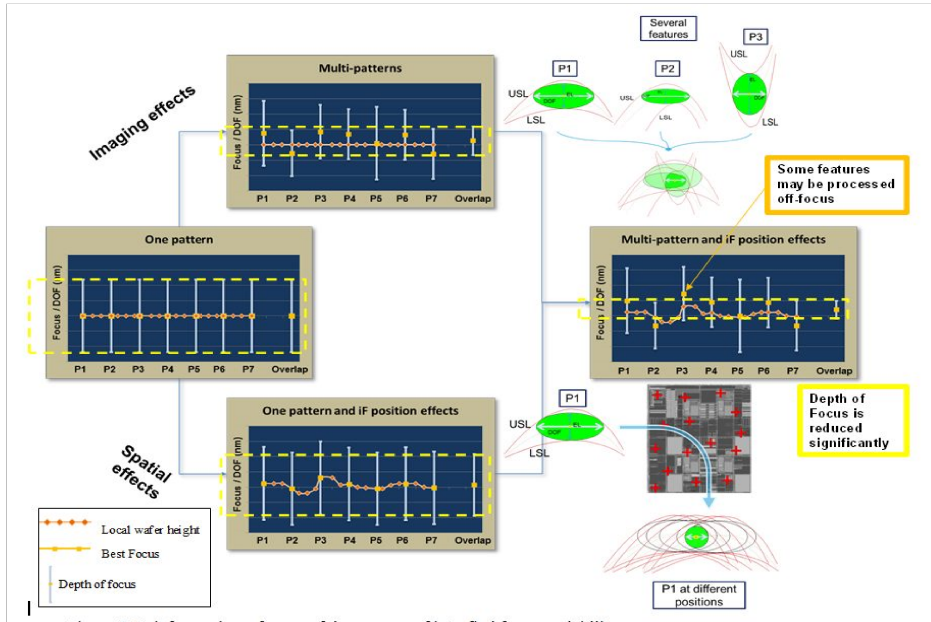 Imaging effects
Multi-patterns
Focus / DOF (nm)
P1 P2 P3 P4 P5 P6 P7 Overlap
Several
features
P1
USL
LSL
DOF
EL
P2
USL
LSL
P3
USL
EL
DOF
LSL
Some features
may be processed
off-focus
One pattern
Focus / DOF (nm)
P1 P2 P3 P4 P5 P6 P7 Overlap
Multi-pattern and iF position effects
Focus / DOF (nm)
P1 P2 P3 P4 P5 P6 P7 Overlap
Spatial
effects
One pattern and iF position effects
Focus / DOF (nm)
P1 P2 P3 P4 P5 P6 P7 Overlap
P1
USL
LSL
DOF
EL
Depth of
Focus is
reduced
significantly
P1 at different
positions
Local wafer height
Best Focus
Depth of focus